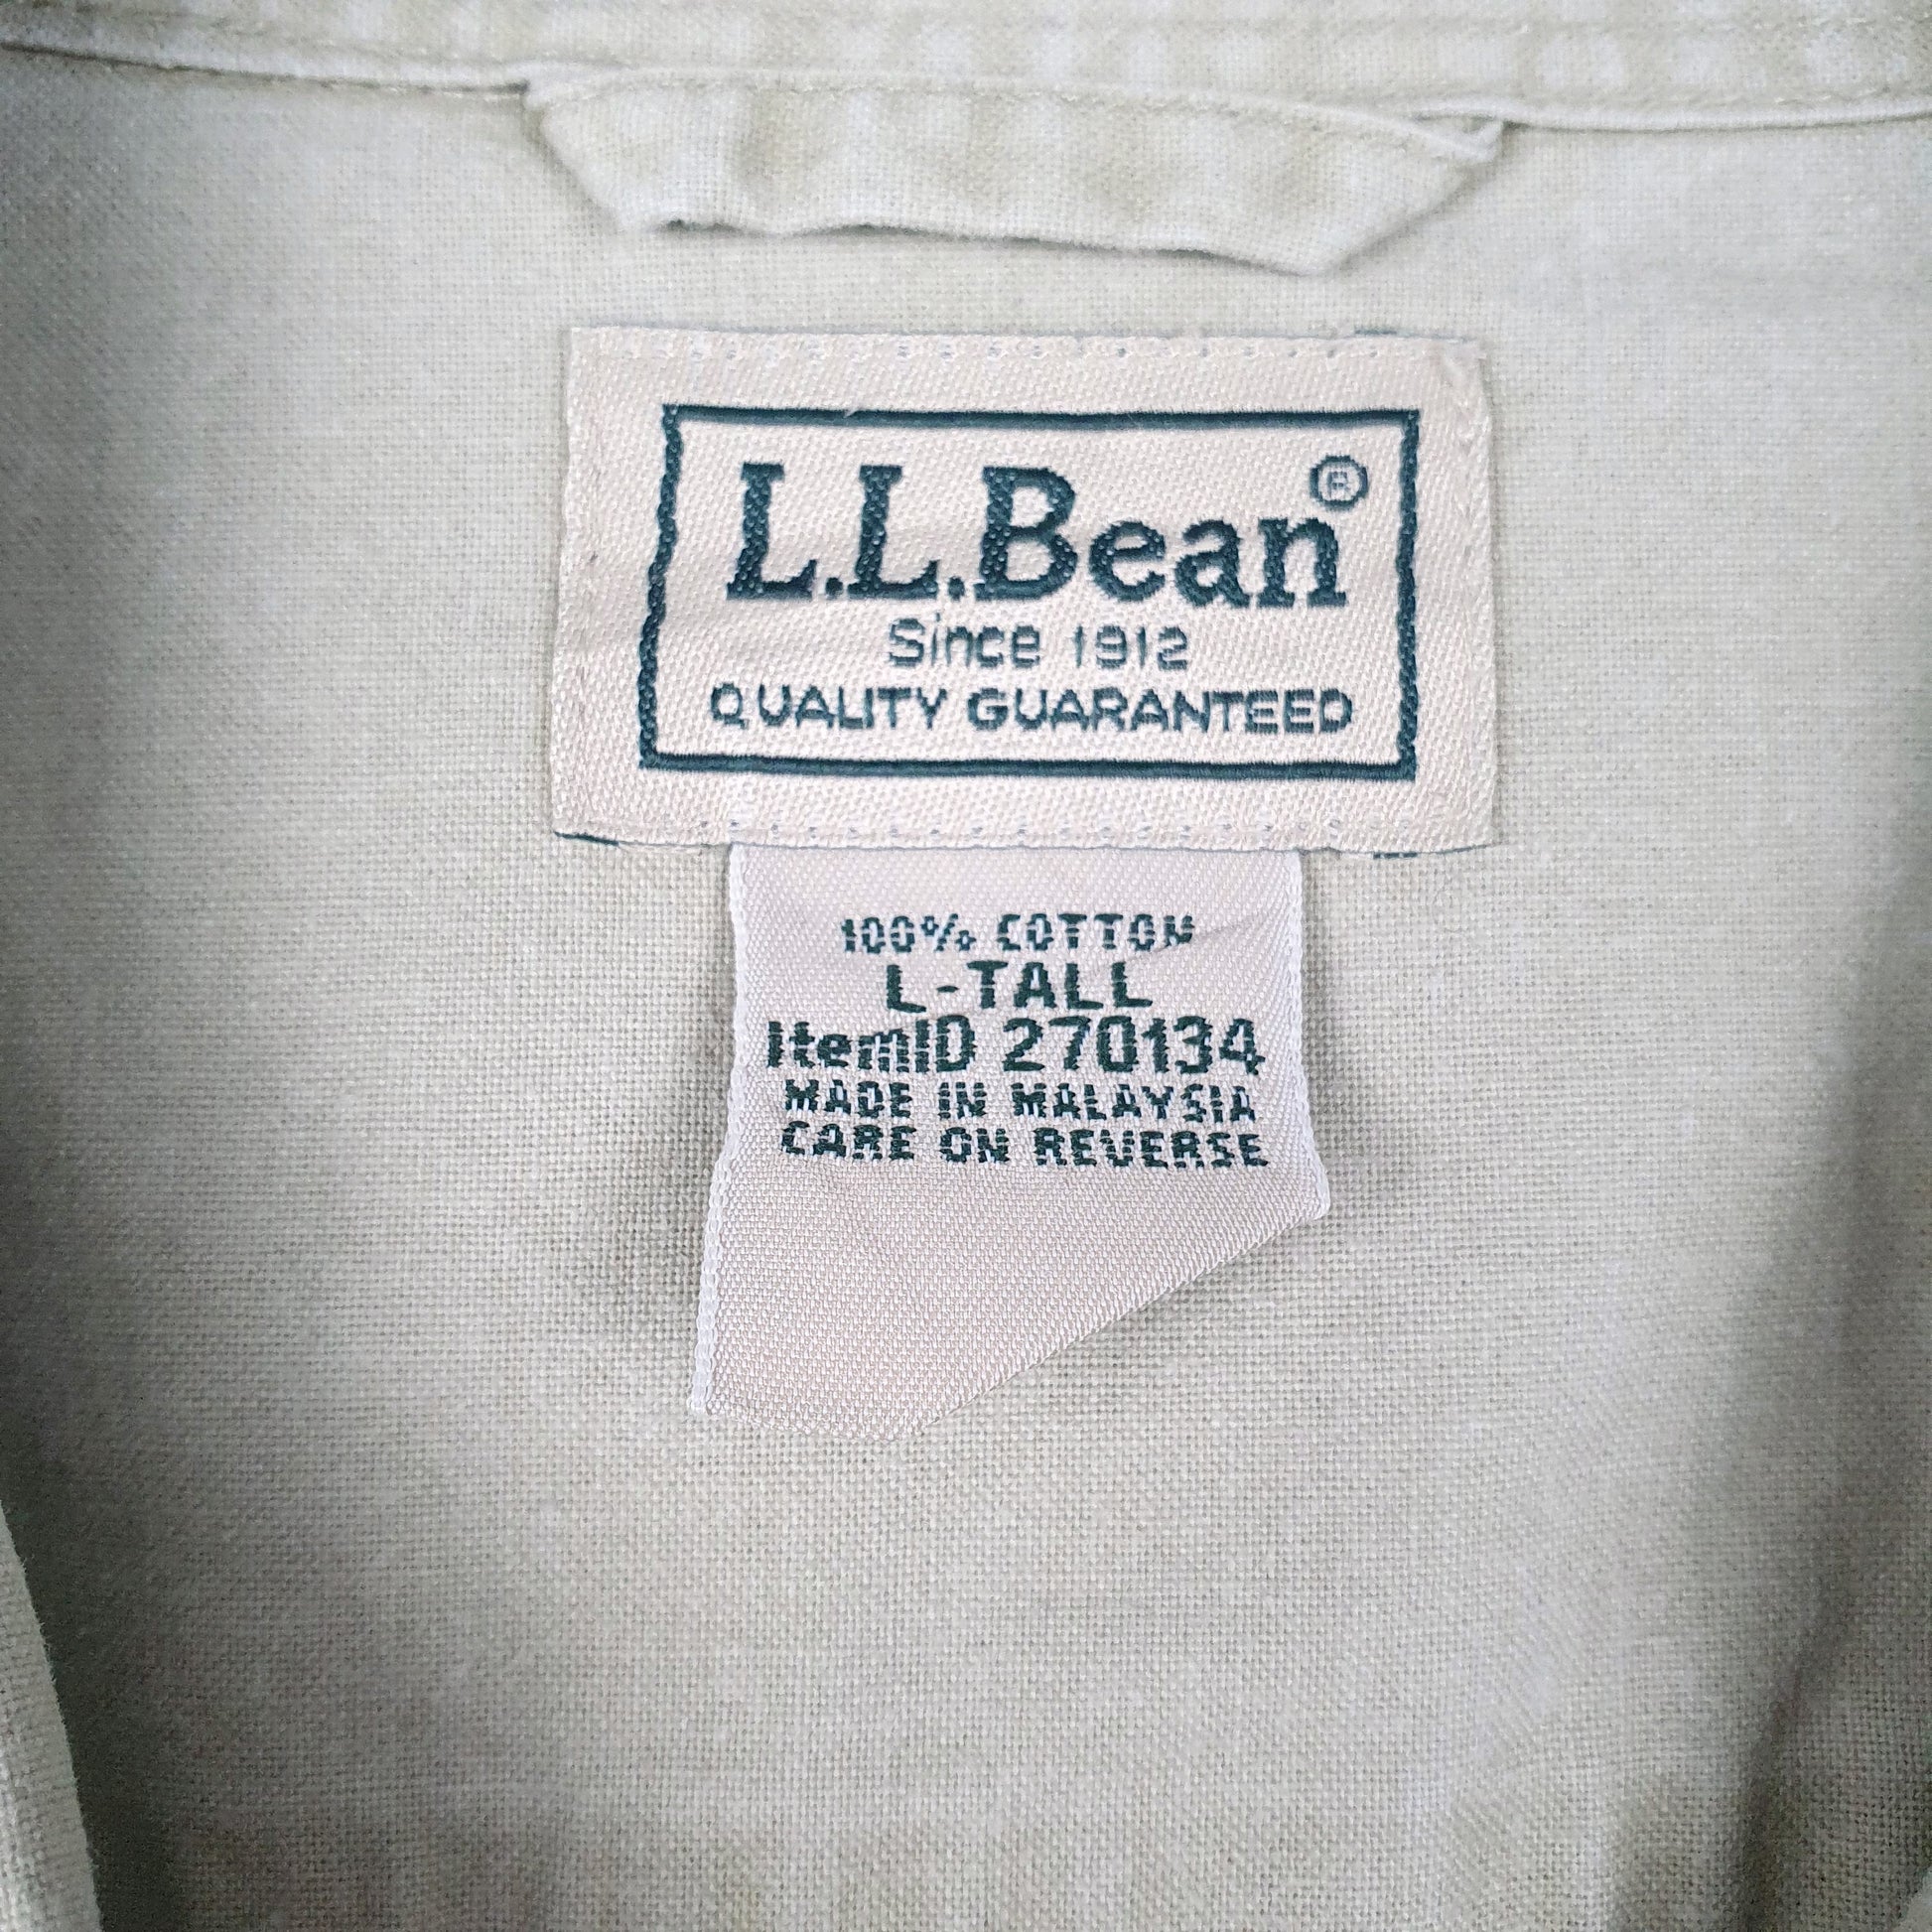 L.L.Bean®
Since 1912
QUALITY GUARANTEED
100% COTTON
L-TALL
ItemID 270134
MADE IN MALAYSIA
CARE ON REVERSE